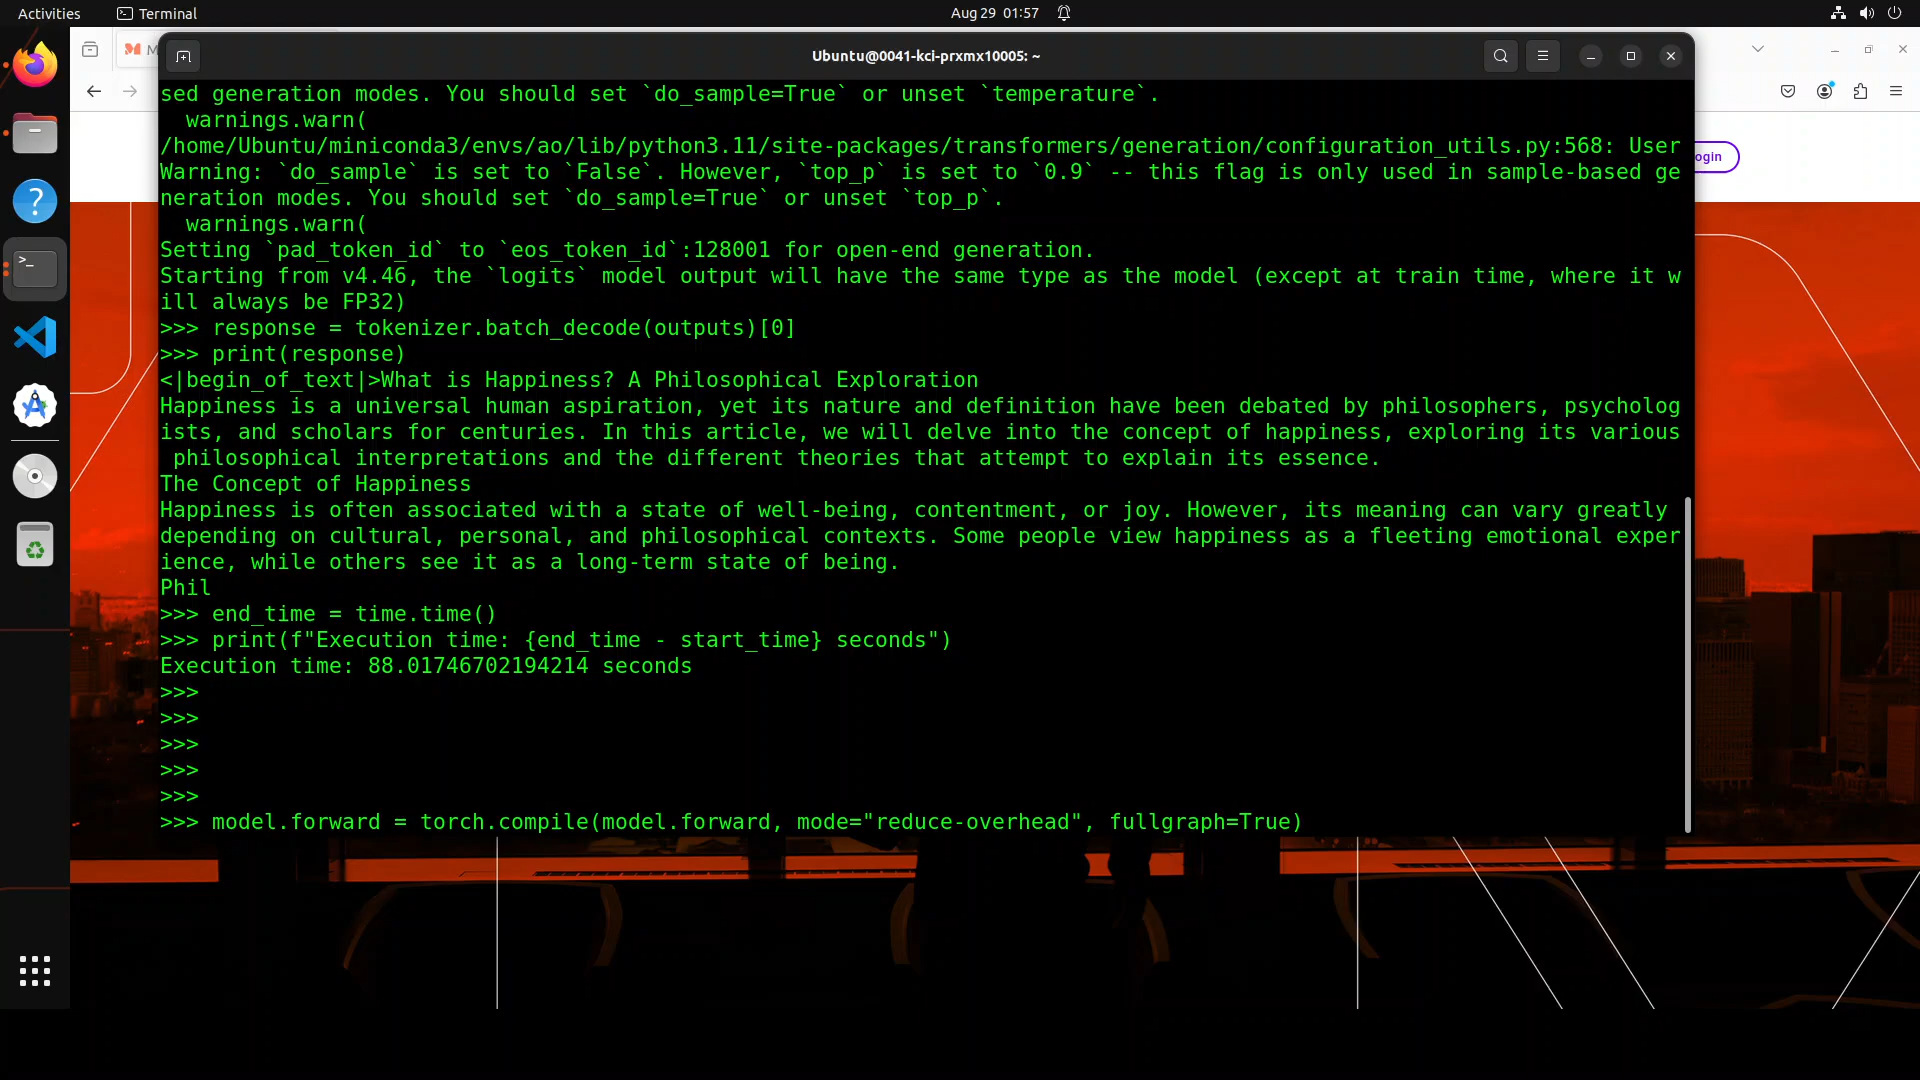 Activities
Terminal
Aug 29 01:57
M
Ubuntu@0041-kci-prxmx10005: ~
ogin
sed generation modes. You should set `do_sample=True` or unset `temperature`.
  warnings.warn(
/home/Ubuntu/miniconda3/envs/ao/lib/python3.11/site-packages/transformers/generation/configuration_utils.py:568: User
Warning: `do_sample` is set to `False`. However, `top_p` is set to `0.9` -- this flag is only used in sample-based ge
neration modes. You should set `do_sample=True` or unset `top_p`.
  warnings.warn(
Setting `pad_token_id` to `eos_token_id`:128001 for open-end generation.
Starting from v4.46, the `logits` model output will have the same type as the model (except at train time, where it w
ill always be FP32)
>>> response = tokenizer.batch_decode(outputs)[0]
>>> print(response)
<|begin_of_text|>What is Happiness? A Philosophical Exploration
Happiness is a universal human aspiration, yet its nature and definition have been debated by philosophers, psycholog
ists, and scholars for centuries. In this article, we will delve into the concept of happiness, exploring its various
 philosophical interpretations and the different theories that attempt to explain its essence.
The Concept of Happiness
Happiness is often associated with a state of well-being, contentment, or joy. However, its meaning can vary greatly
depending on cultural, personal, and philosophical contexts. Some people view happiness as a fleeting emotional exper
ience, while others see it as a long-term state of being.
Phil
>>> end_time = time.time()
>>> print(f"Execution time: {end_time - start_time} seconds")
Execution time: 88.01746702194214 seconds
>>>
>>>
>>>
>>>
>>>
>>> model.forward = torch.compile(model.forward, mode="reduce-overhead", fullgraph=True)